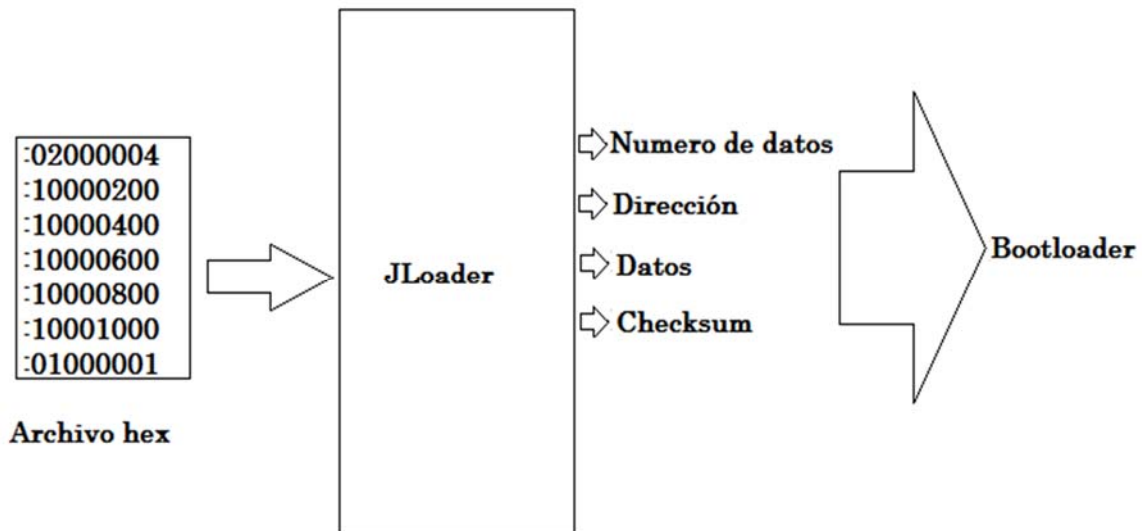 :02000004
:10000200
:10000400
:10000600
:10000800
:10001000
:01000001
Archivo hex
JLoader
Numero de datos
Dirección
Datos
Checksum
Bootloader